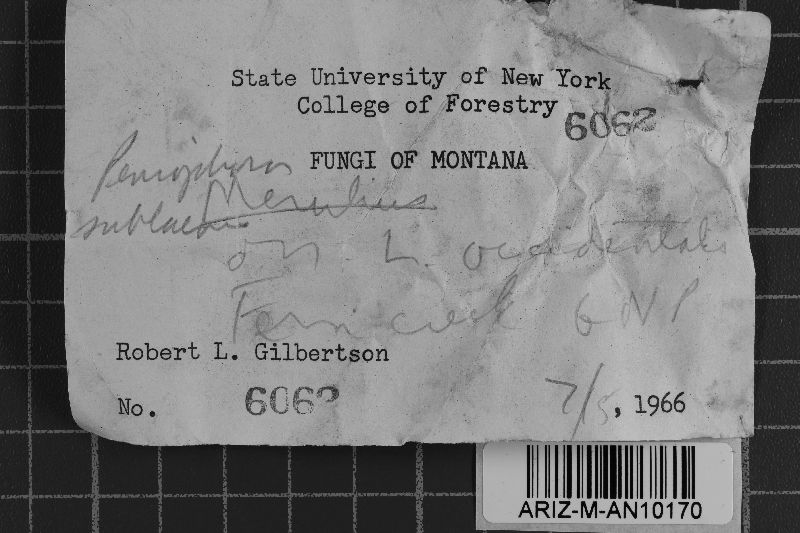 State University of New York
College of Forestry
6062
FUNGI OF MONTANA
Peniophora
Merulius
on L. occidentalis
Fern creek GNP
Robert L. Gilbertson
No. 6062
7/5, 1966
ARIZ-M-AN10170